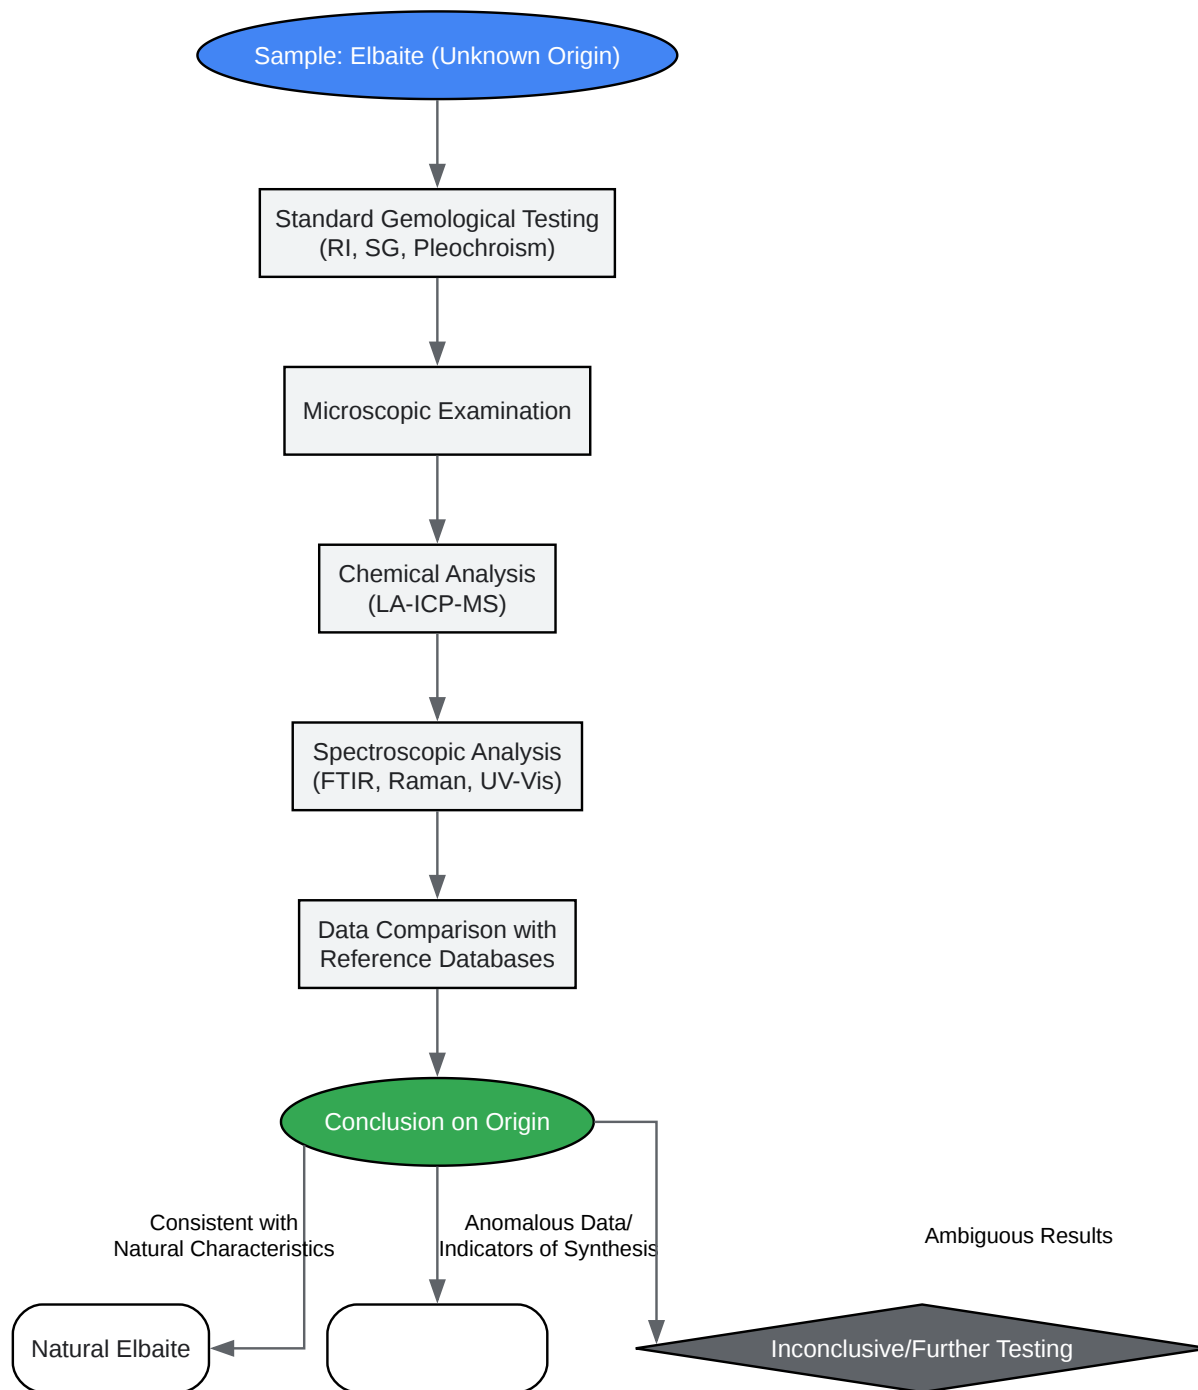 Sample: Elbaite (Unknown Origin)
Standard Gemological Testing
(RI, SG, Pleochroism)
Microscopic Examination
Chemical Analysis
(LA-ICP-MS)
Spectroscopic Analysis
(FTIR, Raman, UV-Vis)
Data Comparison with
Reference Databases
Conclusion on Origin
Consistent with
Natural Characteristics
Anomalous Data/
Indicators of Synthesis
Ambiguous Results
Natural Elbaite
Inconclusive/Further Testing